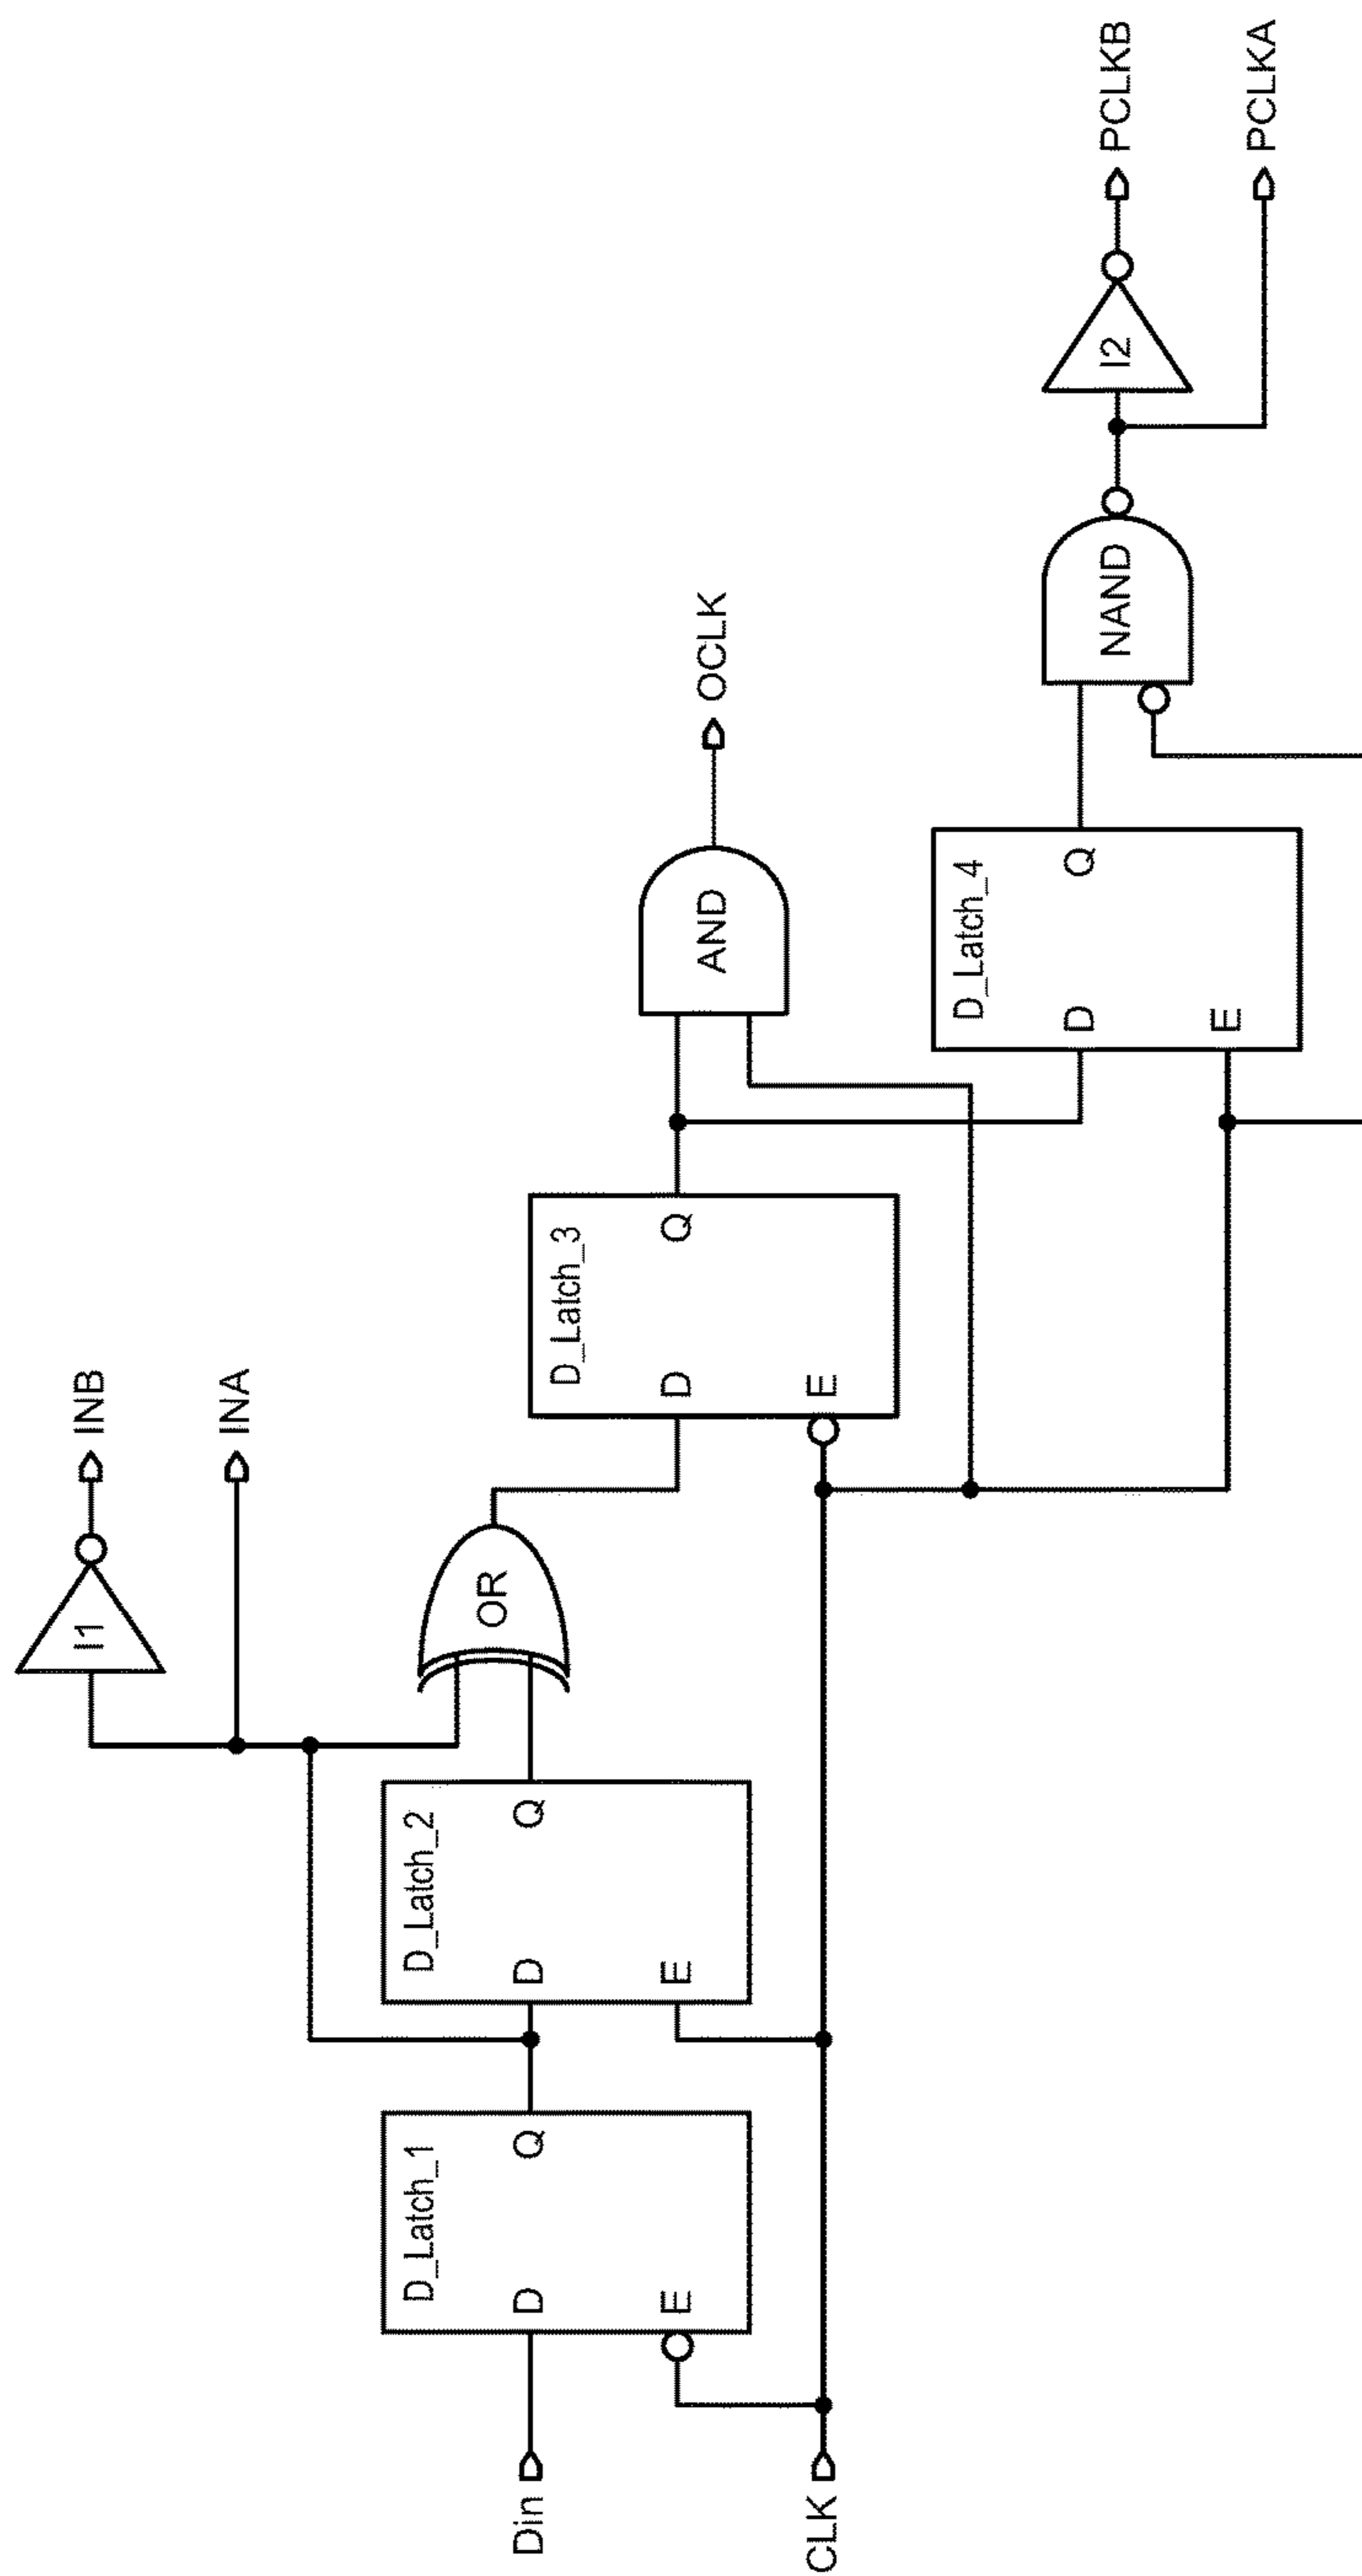 Din
CLK
D_Latch_1
D
Q
E
D_Latch_2
D
Q
E
I1
INB
INA
OR
D_Latch_3
D
Q
E
AND
OCLK
D_Latch_4
D
Q
E
NAND
I2
PCLKB
PCLKA